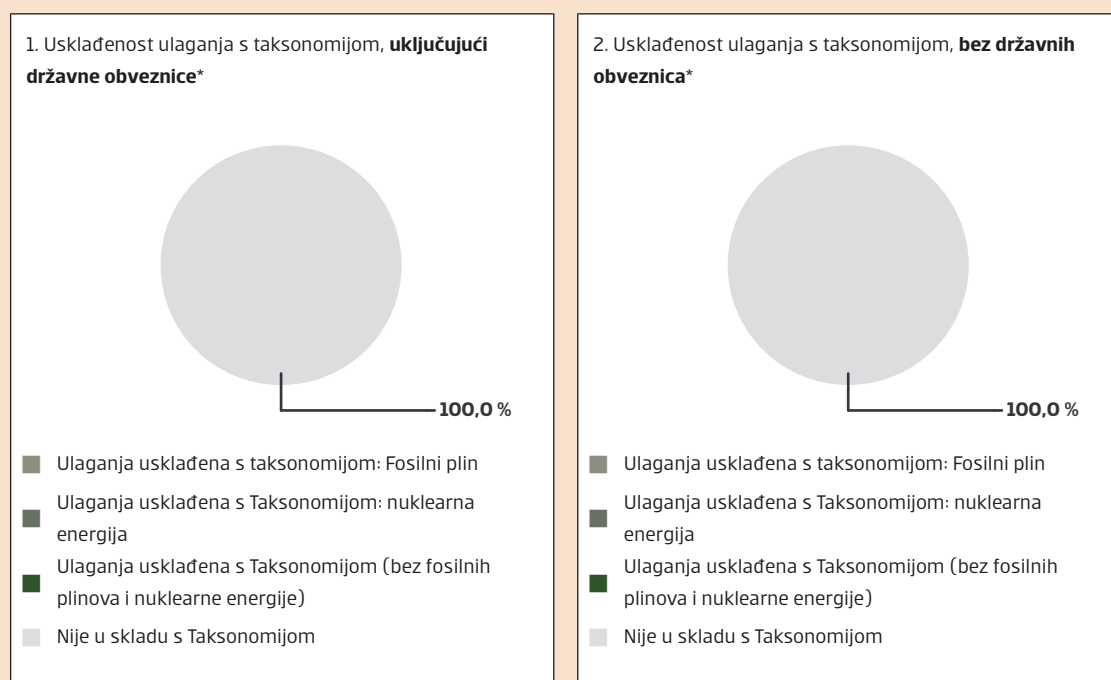 1. Usklađenost ulaganja s taksonomijom, uključujući
državne obveznice*
100,0 %
Ulaganja usklađena s taksonomijom: Fosilni plin
Ulaganja usklađena s Taksonomijom: nuklearna
energija
Ulaganja usklađena s Taksonomijom (bez fosilnih
plinova i nuklearne energije)
Nije u skladu s Taksonomijom
2. Usklađenost ulaganja s taksonomijom, bez državnih
obveznica*
100,0 %
Ulaganja usklađena s taksonomijom: Fosilni plin
Ulaganja usklađena s Taksonomijom: nuklearna
energija
Ulaganja usklađena s Taksonomijom (bez fosilnih
plinova i nuklearne energije)
Nije u skladu s Taksonomijom